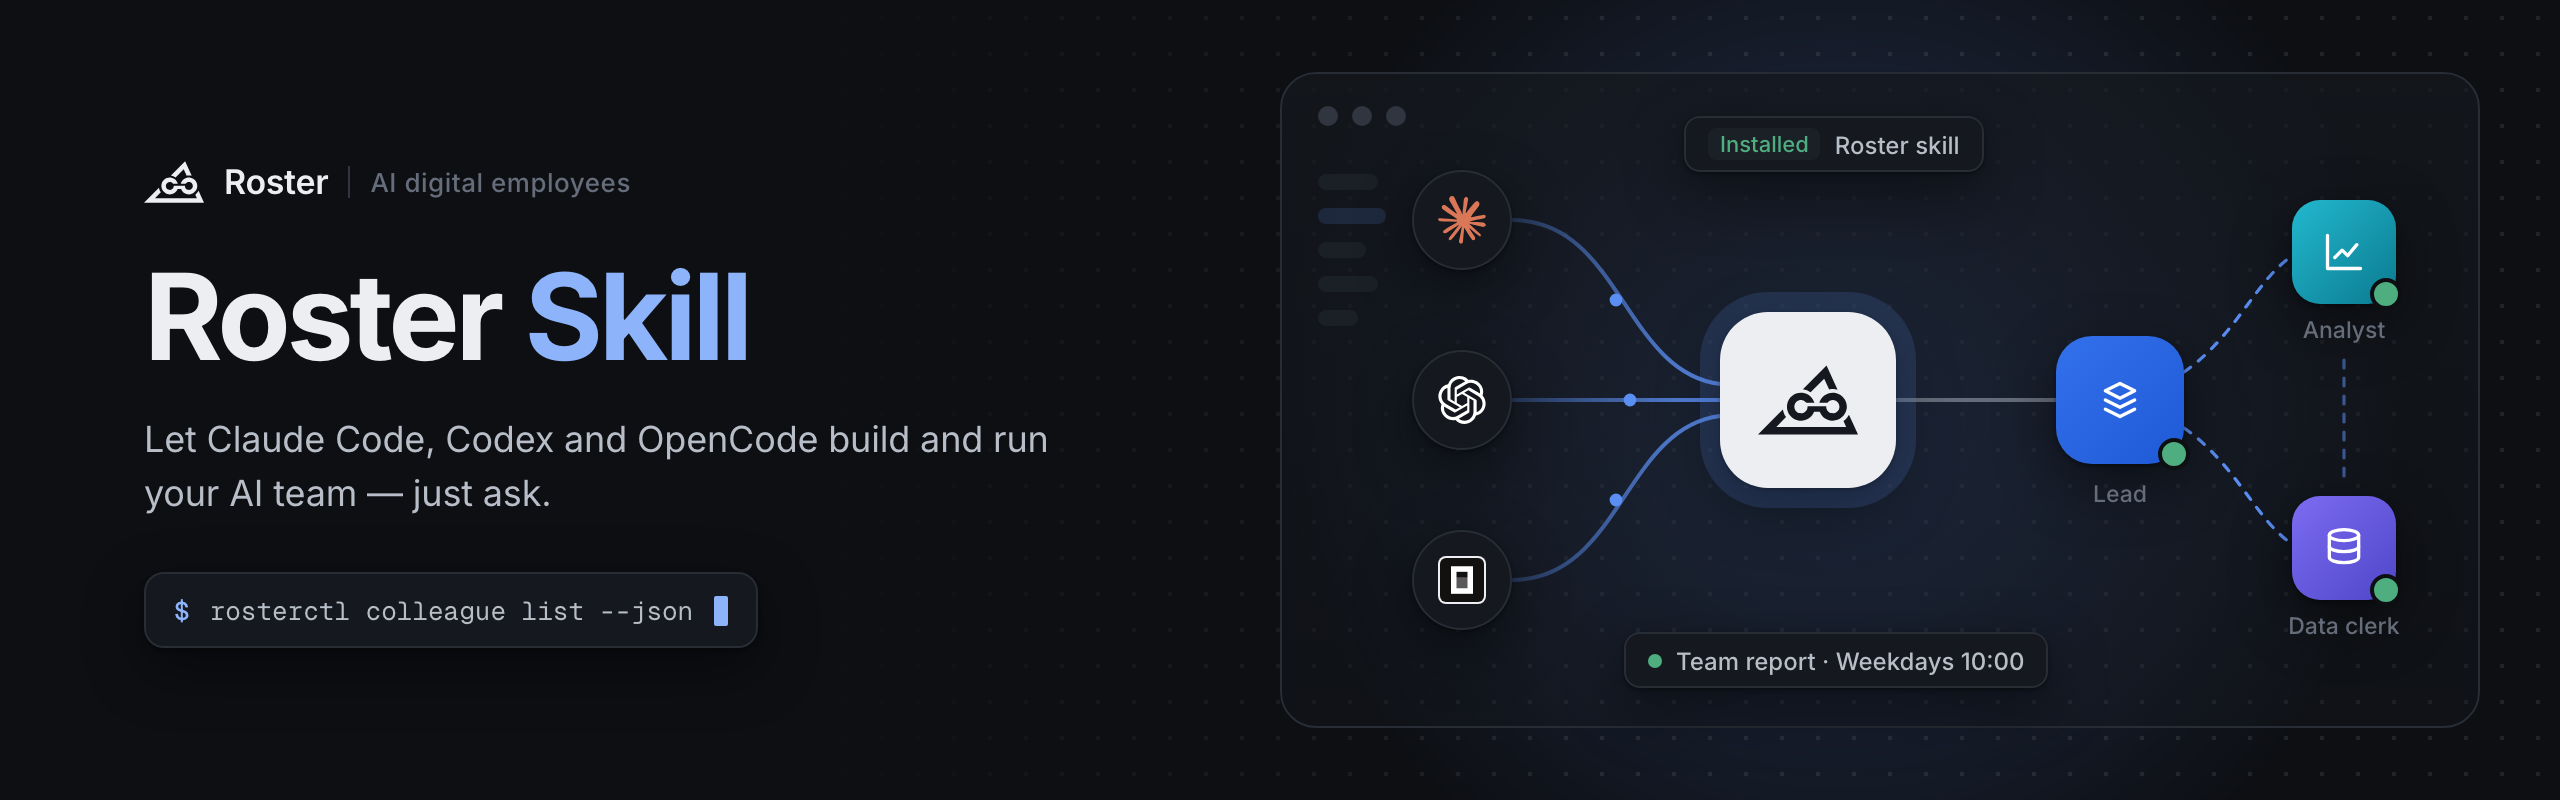 Roster | AI digital employees
Roster Skill
Let Claude Code, Codex and OpenCode build and run
your AI team — just ask.
$ rosterctl colleague list --json
Installed Roster skill
Analyst
Lead
Data clerk
Team report · Weekdays 10:00